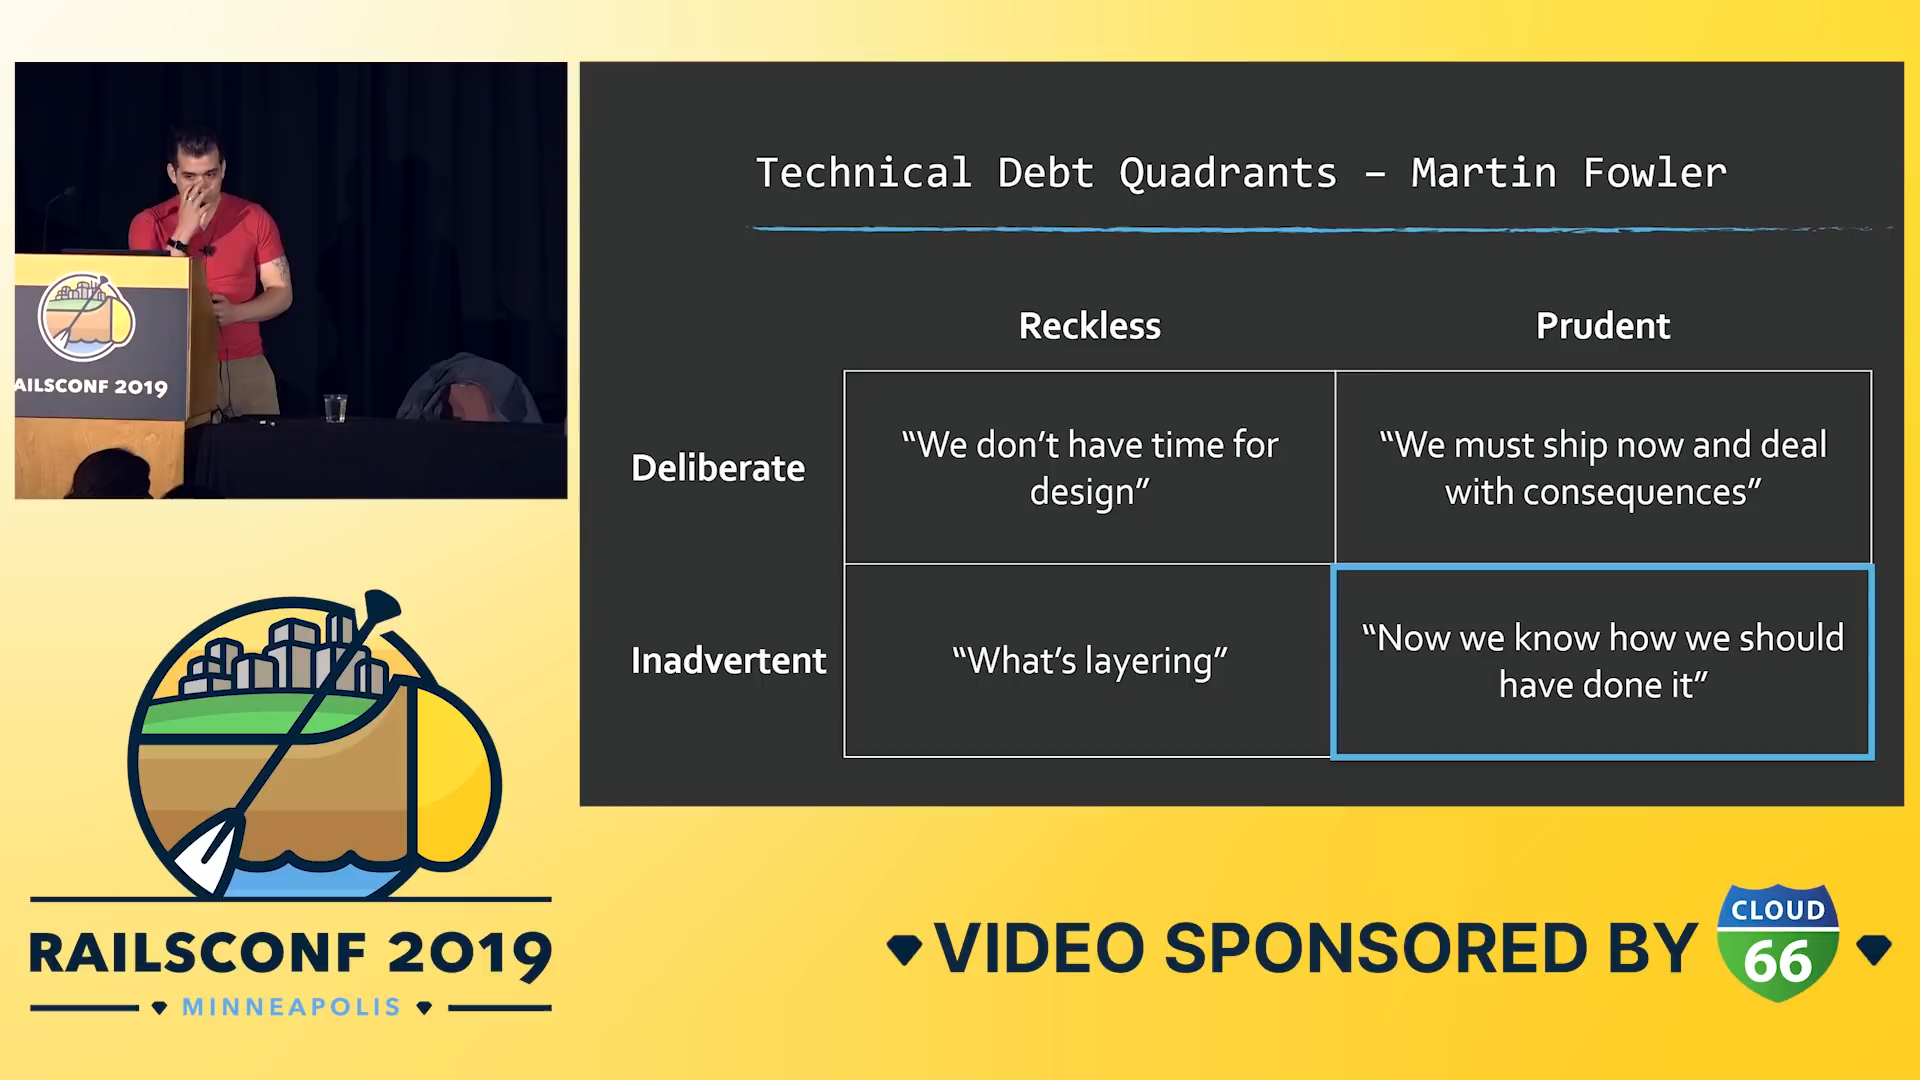 Technical Debt Quadrants – Martin Fowler
Reckless
Prudent
Deliberate
“We don’t have time for
design”
“We must ship now and deal
with consequences”
Inadvertent
“What’s layering”
“Now we know how we should
have done it”
AILSCONF 2019
RAILSCONF 2019
MINNEAPOLIS
VIDEO SPONSORED BY
CLOUD
66